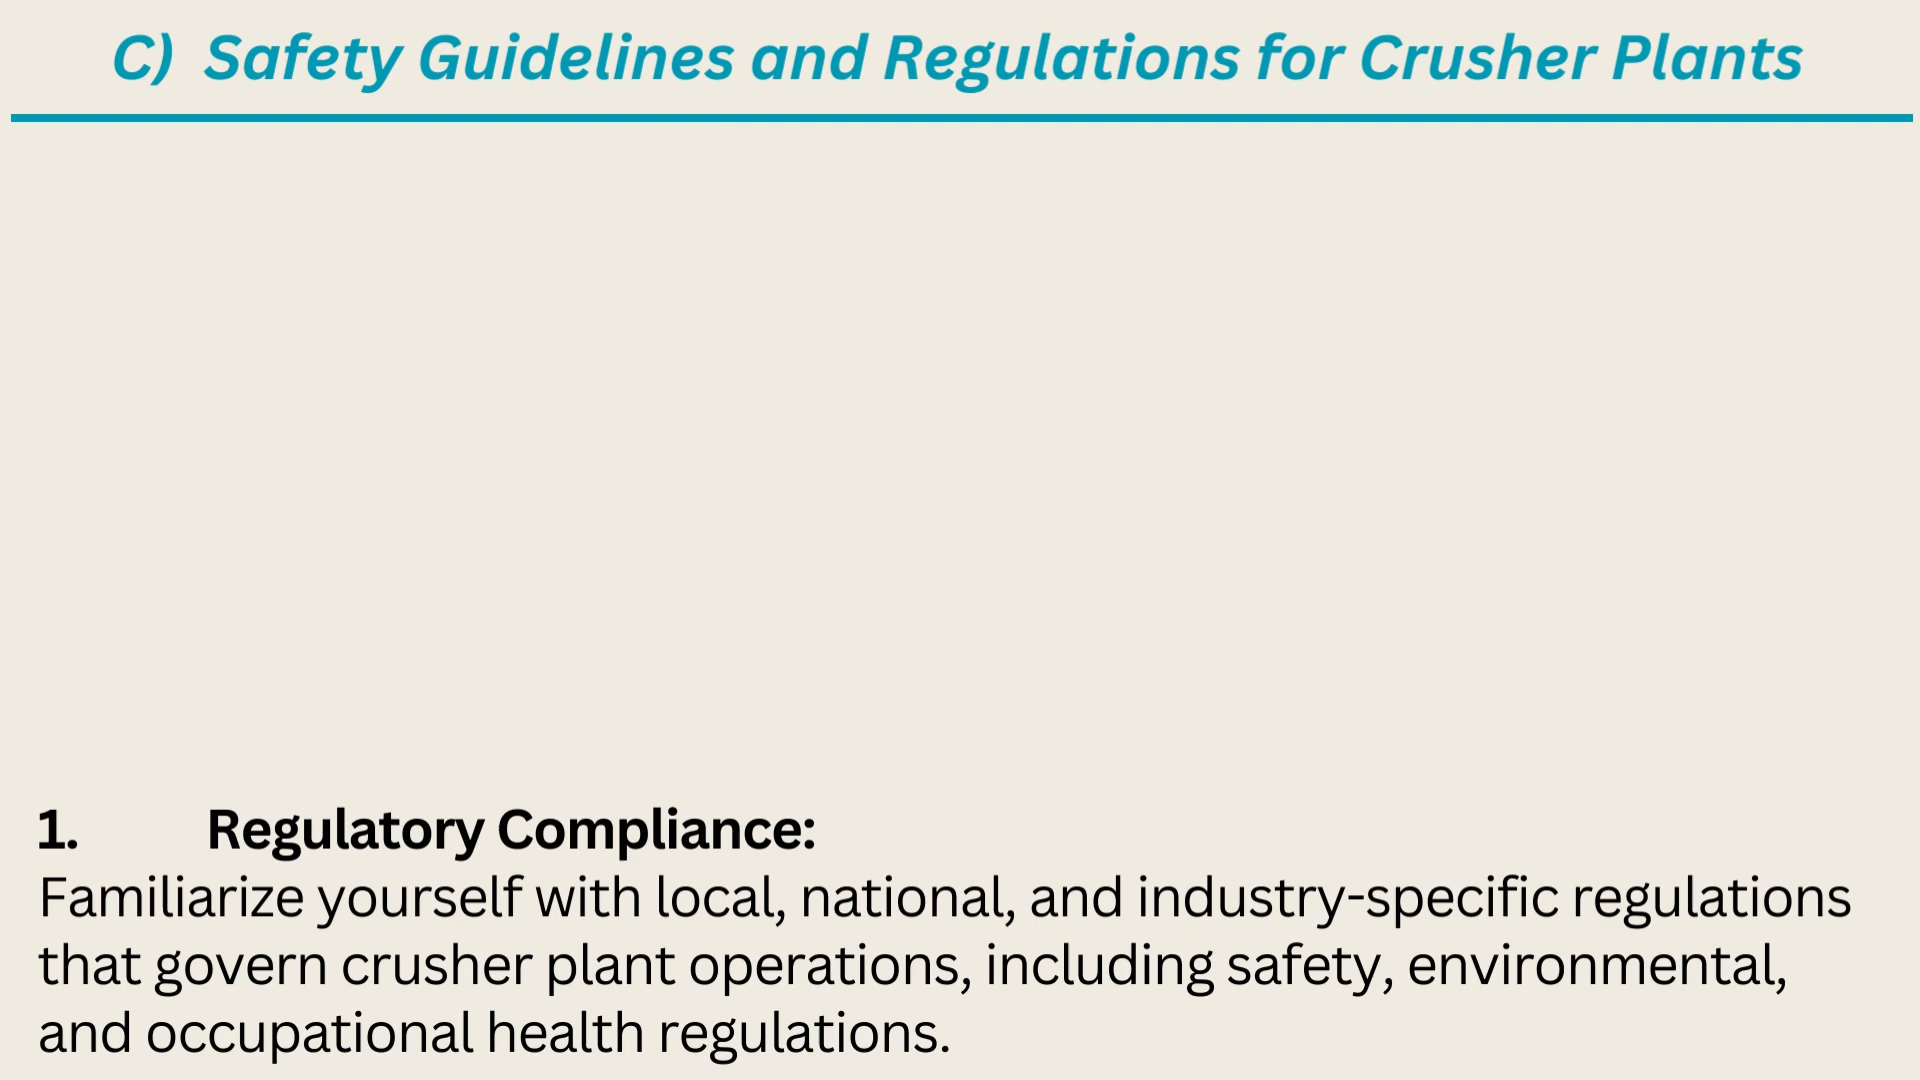 C) Safety Guidelines and Regulations for Crusher Plants
1. Regulatory Compliance:
Familiarize yourself with local, national, and industry-specific regulations
that govern crusher plant operations, including safety, environmental,
and occupational health regulations.